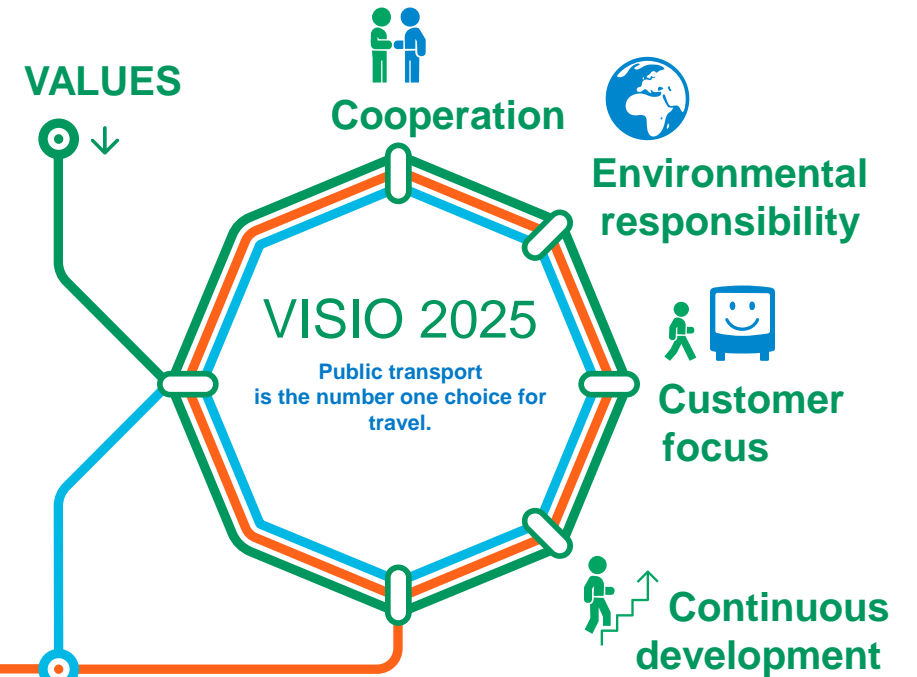 VALUES
Cooperation
Environmental
responsibility
VISIO 2025
Public transport
is the number one choice for
travel.
Customer
focus
Continuous
development